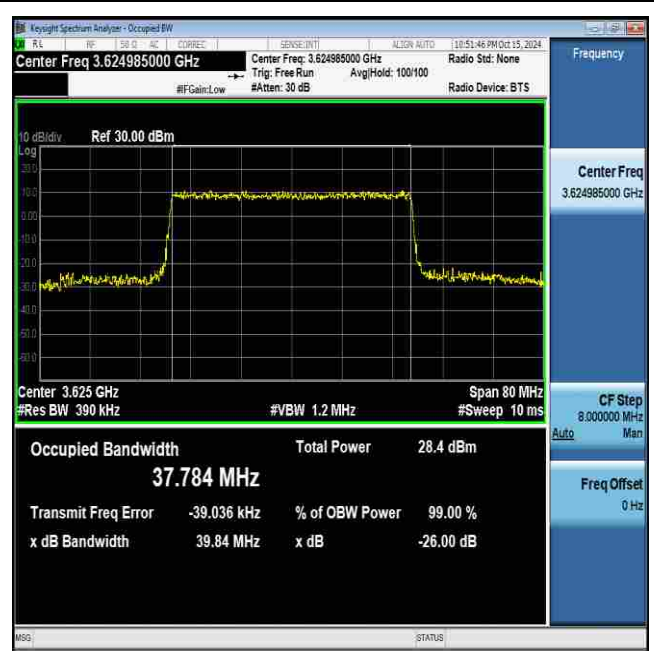 Keysight Spectrum Analyzer - Occupied BW
RL RF 50 Ω AC CORREC SENSE:INT ALIGN AUTO 10:51:46 PM Oct 15, 2024
Center Freq 3.624985000 GHz
Center Freq: 3.624985000 GHz
Radio Std: None
Trig: Free Run Avg|Hold: 100/100
#IFGain:Low #Atten: 30 dB Radio Device: BTS
Frequency
10 dB/div Ref 30.00 dBm
Log
20.0
10.0
0.00
-10.0
-20.0
-30.0
-40.0
-50.0
-60.0
Center Freq
3.624985000 GHz
Center 3.625 GHz Span 80 MHz
#Res BW 390 kHz #VBW 1.2 MHz #Sweep 10 ms
CF Step
8.000000 MHz
Auto Man
Occupied Bandwidth Total Power 28.4 dBm
37.784 MHz
Freq Offset
0 Hz
Transmit Freq Error -39.036 kHz % of OBW Power 99.00 %
x dB Bandwidth 39.84 MHz x dB -26.00 dB
MSG STATUS